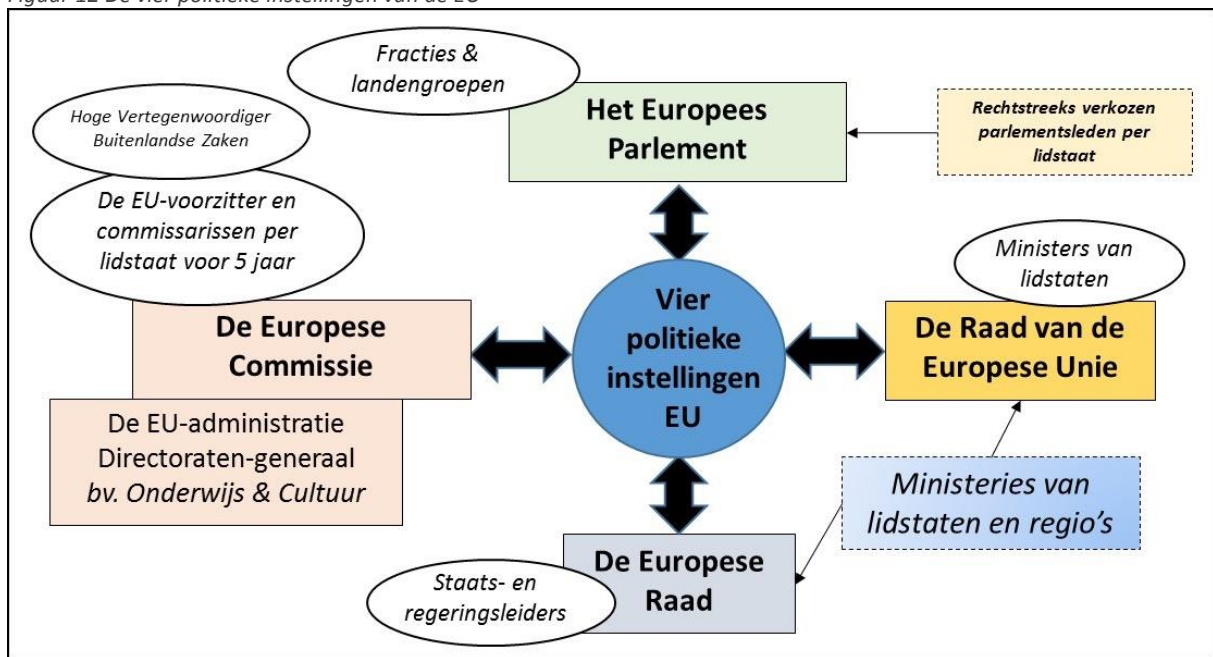 Figuur 12 De vier politieke instellingen van de EU
Fracties &
landengroepen
Het Europees
Parlement
Rechtstreeks verkozen
parlementsleden per
lidstaat
Hoge Vertegenwoordiger
Buitenlandse Zaken
De EU-voorzitter en
commissarissen per
lidstaat voor 5 jaar
De Europese
Commissie
De EU-administratie
Directoraten-generaal
bv. Onderwijs & Cultuur
Vier
politieke
instellingen
EU
Ministers van
lidstaten
De Raad van de
Europese Unie
Ministeries van
lidstaten en regio's
De Europese
Raad
Staats- en
regeringsleiders